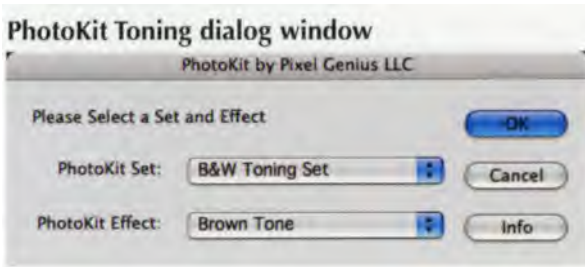 PhotoKit Toning dialog window
PhotoKit by Pixel Genius LLC
Please Select a Set and Effect
OK
PhotoKit Set: B&W Toning Set
Cancel
PhotoKit Effect: Brown Tone
Info